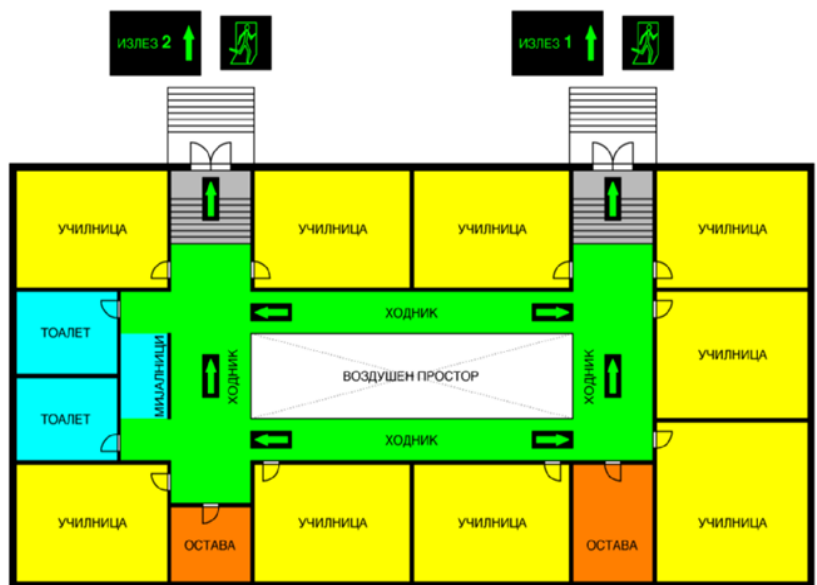 ИЗЛЕЗ 2
ИЗЛЕЗ 1
УЧИЛНИЦА
УЧИЛНИЦА
УЧИЛНИЦА
УЧИЛНИЦА
ТОАЛЕТ
ХОДНИК
МИЈАЛНИЦИ
ХОДНИК
ВОЗДУШЕН ПРОСТОР
ХОДНИК
УЧИЛНИЦА
ТОАЛЕТ
ХОДНИК
УЧИЛНИЦА
ОСТАВА
УЧИЛНИЦА
УЧИЛНИЦА
ОСТАВА
УЧИЛНИЦА